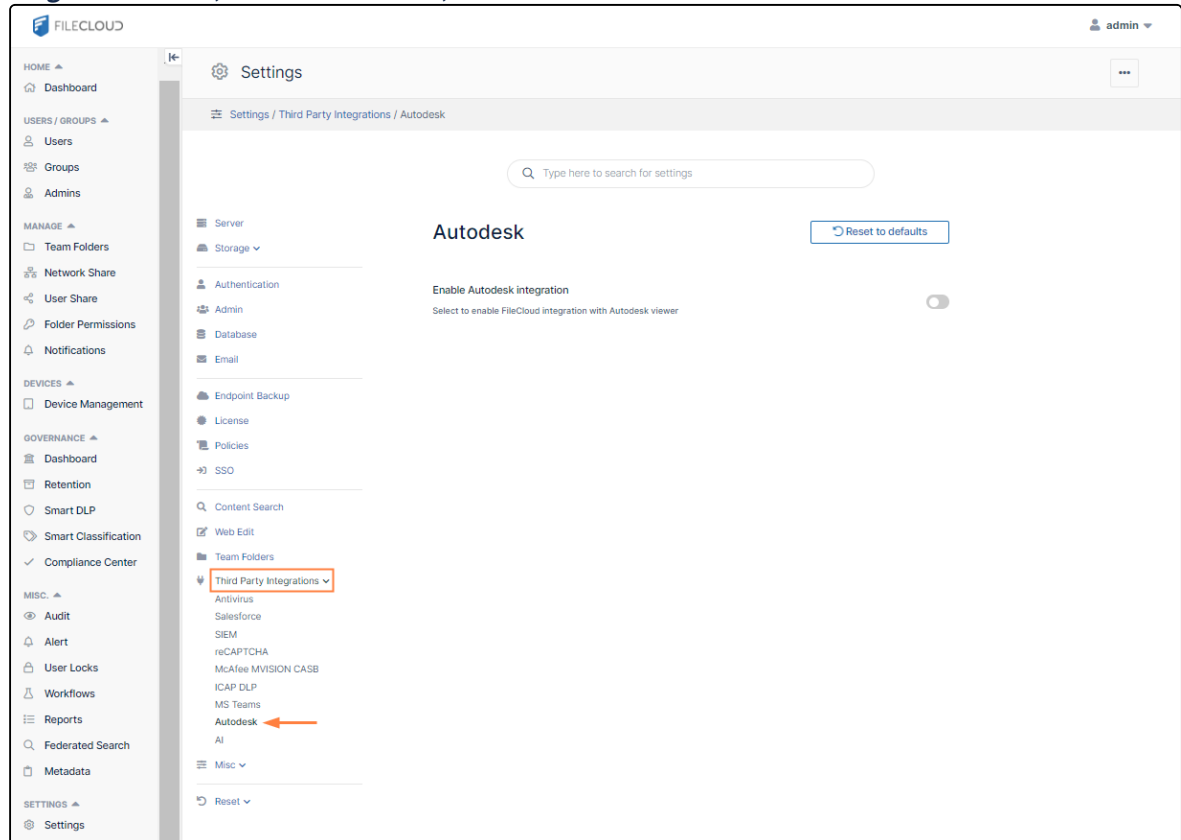 FILECLOUD
admin
HOME
Dashboard
USERS / GROUPS
Users
Groups
Admins
MANAGE
Team Folders
Network Share
User Share
Folder Permissions
Notifications
DEVICES
Device Management
GOVERNANCE
Dashboard
Retention
Smart DLP
Smart Classification
Compliance Center
MISC.
Audit
Alert
User Locks
Workflows
Reports
Federated Search
Metadata
SETTINGS
Settings
Settings
Settings / Third Party Integrations / Autodesk
Type here to search for settings
Server
Storage
Authentication
Admin
Database
Email
Endpoint Backup
License
Policies
SSO
Content Search
Web Edit
Team Folders
Third Party Integrations
Antivirus
Salesforce
SIEM
reCAPTCHA
McAfee MVISION CASB
ICAP DLP
MS Teams
Autodesk
AI
Misc
Reset
Autodesk
Reset to defaults
Enable Autodesk integration
Select to enable FileCloud integration with Autodesk viewer